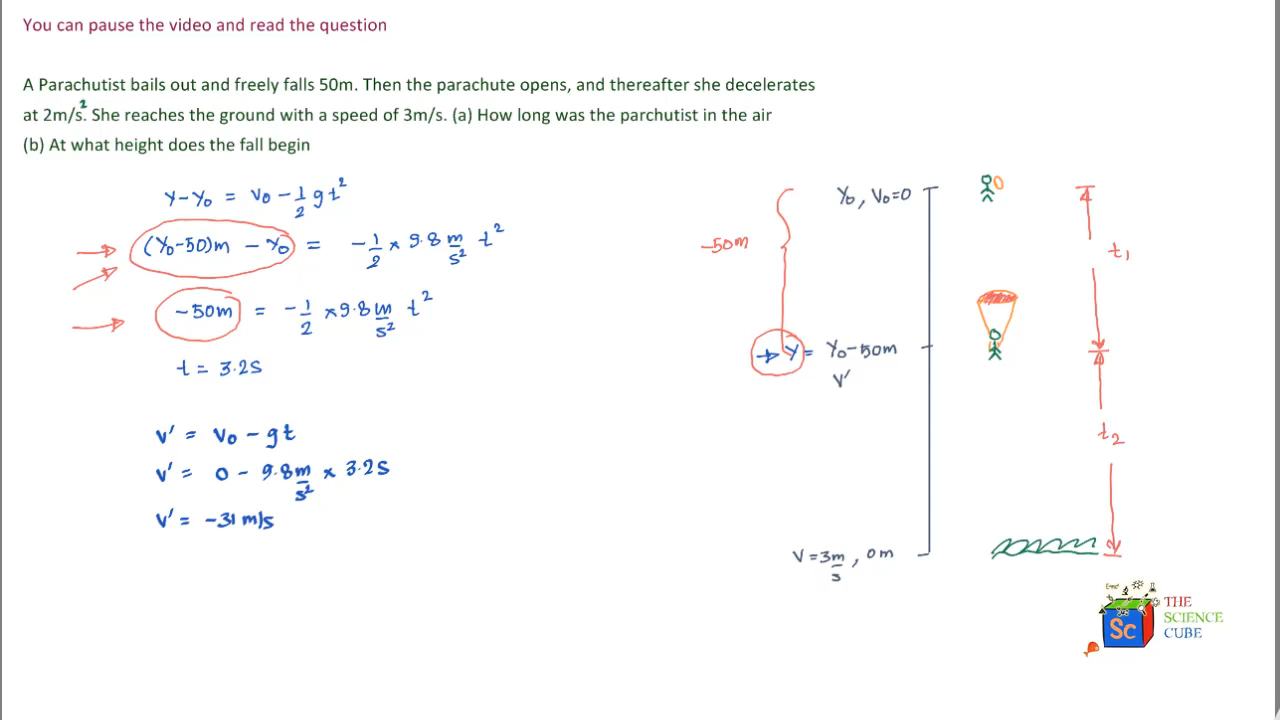 You can pause the video and read the question
A Parachutist bails out and freely falls 50m. Then the parachute opens, and thereafter she decelerates
at 2m/s². She reaches the ground with a speed of 3m/s. (a) How long was the parchutist in the air
(b) At what height does the fall begin
Y-Y₀ = V₀ - 1/2 g t²
(Y₀-50)m - Y₀ = -1/2 × 9.8 m/s² t²
-50m = -1/2 × 9.8 m/s² t²
t = 3.2S
V' = V₀ - gt
V' = 0 - 9.8 m/s² × 3.2S
V' = -31 m/s
Y₀, V₀=0
-50m
Y = Y₀-50m
V'
V = 3 m/s, 0m
t₁
t₂
E=mc²
Sc
THE
SCIENCE
CUBE